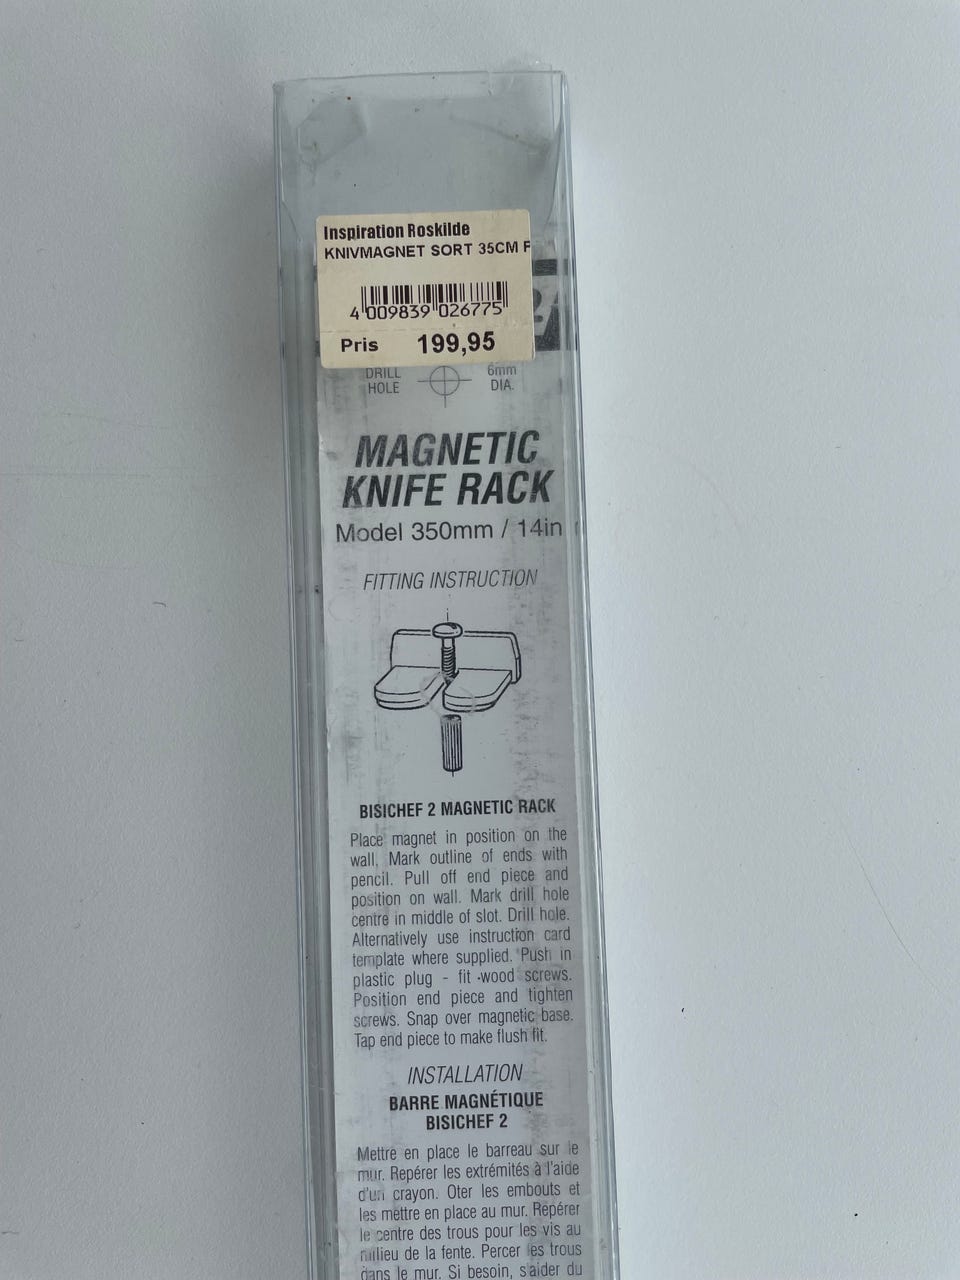 Inspiration Roskilde
KNIVMAGNET SORT 35CM F
4 009839 026775
Pris 199,95
DRILL HOLE
6mm DIA.
MAGNETIC
KNIFE RACK
Model 350mm / 14in
FITTING INSTRUCTION
BISICHEF 2 MAGNETIC RACK
Place magnet in position on the
wall. Mark outline of ends with
pencil. Pull off end piece and
position on wall. Mark drill hole
centre in middle of slot. Drill hole.
Alternatively use instruction card
template where supplied. Push in
plastic plug - fit wood screws.
Position end piece and tighten
screws. Snap over magnetic base.
Tap end piece to make flush fit.
INSTALLATION
BARRE MAGNÉTIQUE
BISICHEF 2
Mettre en place le barreau sur le
mur. Repérer les extrémités à l'aide
d'un crayon. Oter les embouts et
les mettre en place au mur. Repérer
le centre des trous pour les vis au
milieu de la fente. Percer les trous
dans le mur. Si besoin, s'aider du